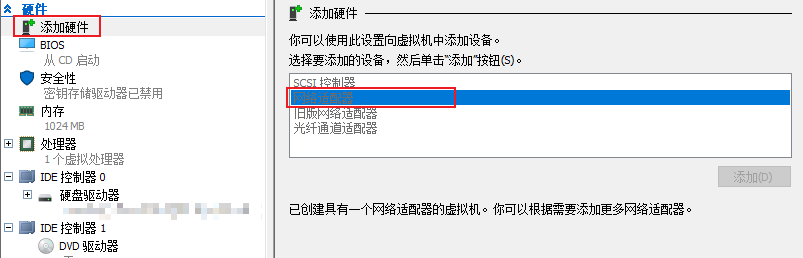 硬件
添加硬件
BIOS
从 CD 启动
安全性
密钥存储驱动器已禁用
内存
1024 MB
处理器
1 个虚拟处理器
IDE 控制器 0
硬盘驱动器
IDE 控制器 1
DVD 驱动器
添加硬件
你可以使用此设置向虚拟机中添加设备。
选择要添加的设备，然后单击“添加”按钮(S)。
SCSI 控制器
网络适配器
旧版网络适配器
光纤通道适配器
添加(D)
已创建具有一个网络适配器的虚拟机。你可以根据需要添加更多网络适配器。